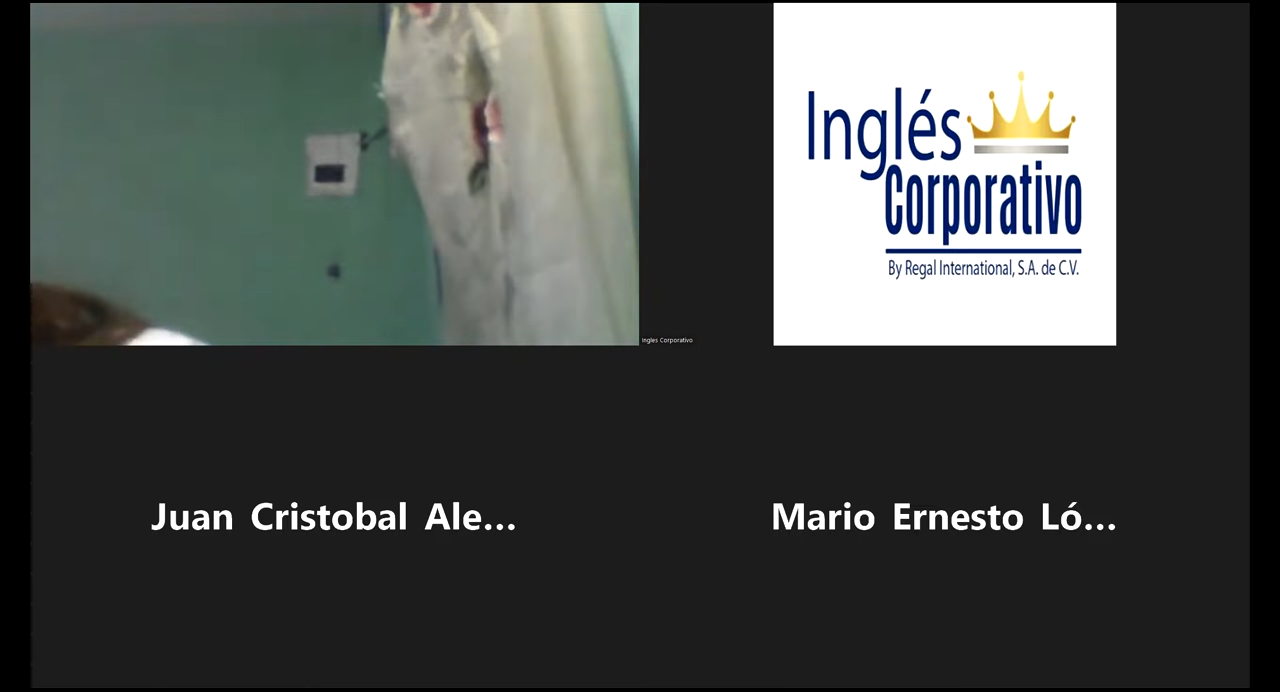 Inglés
Corporativo
By Regal International, S.A. de C.V.
Ingles Corporativo
Juan Cristobal Ale...
Mario Ernesto Ló...